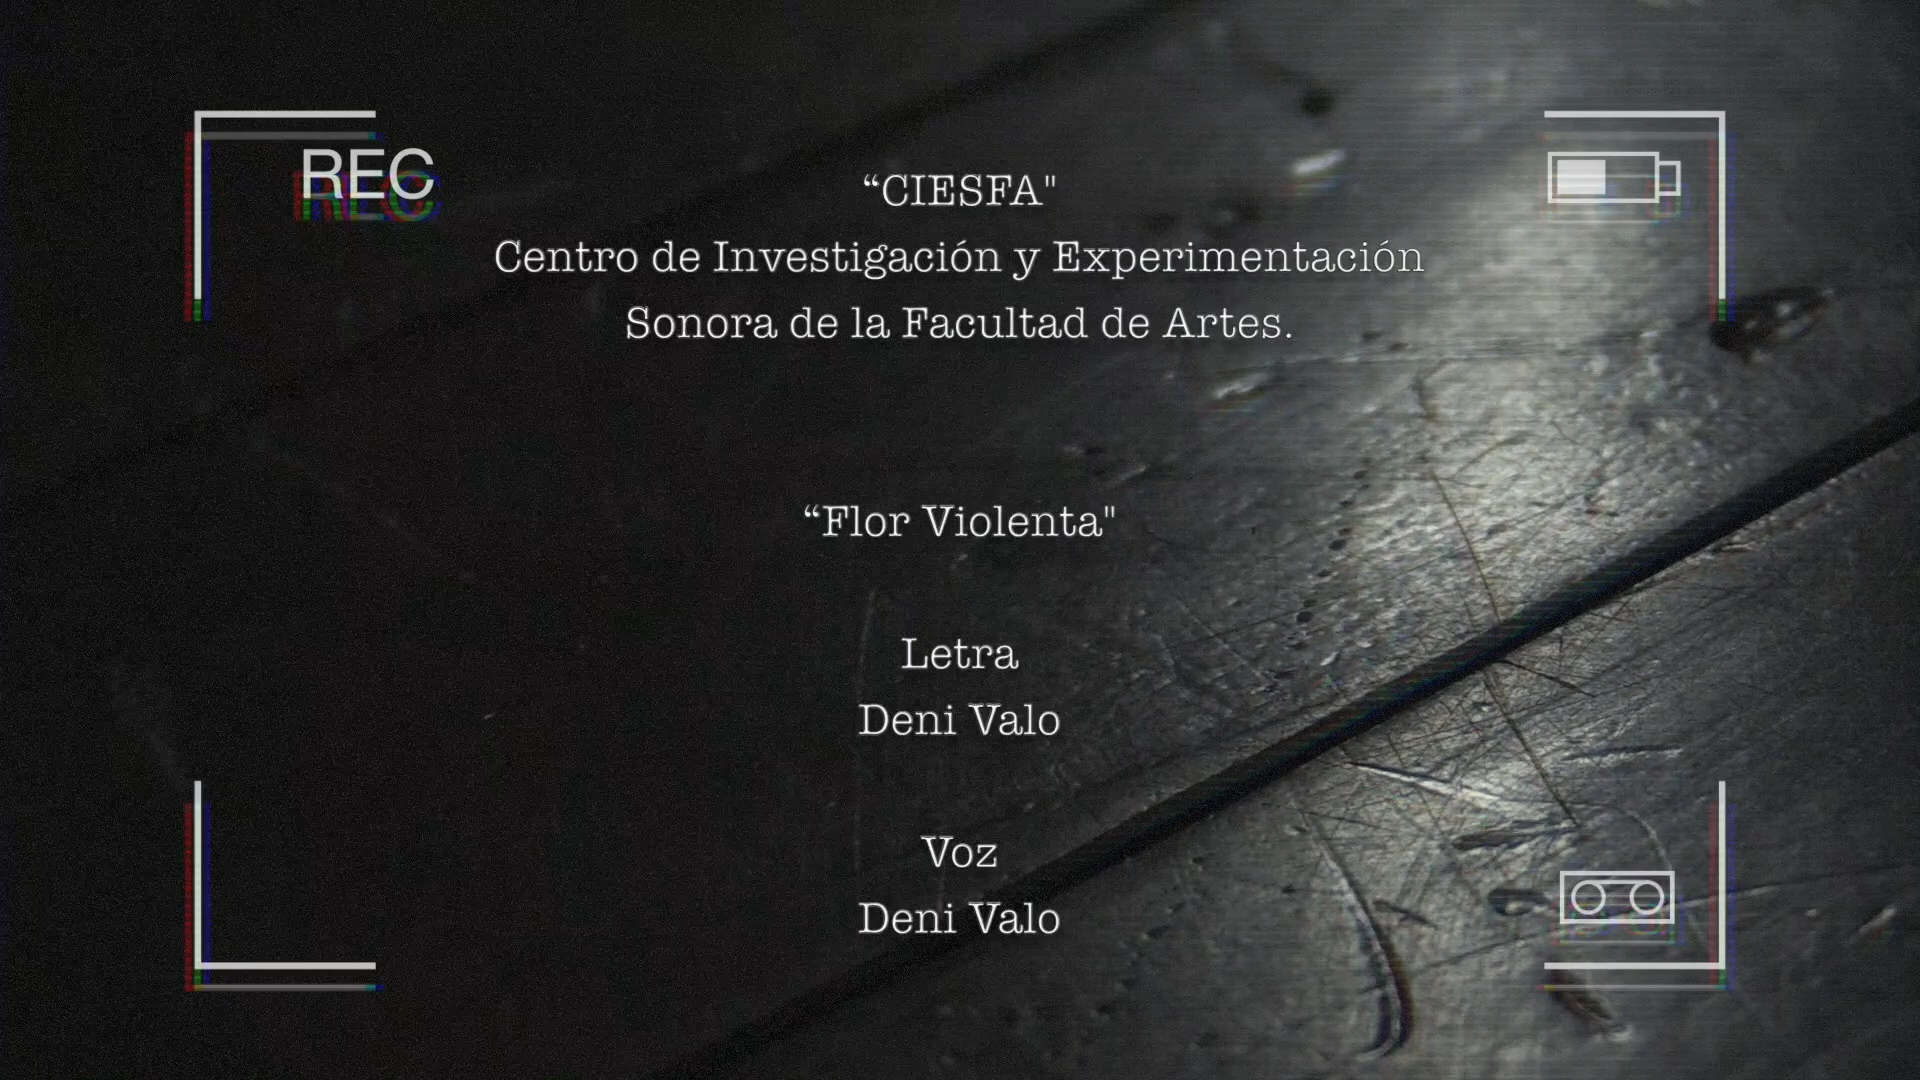 REC
“CIESFA"
Centro de Investigación y Experimentación
Sonora de la Facultad de Artes.
“Flor Violenta"
Letra
Deni Valo
Voz
Deni Valo